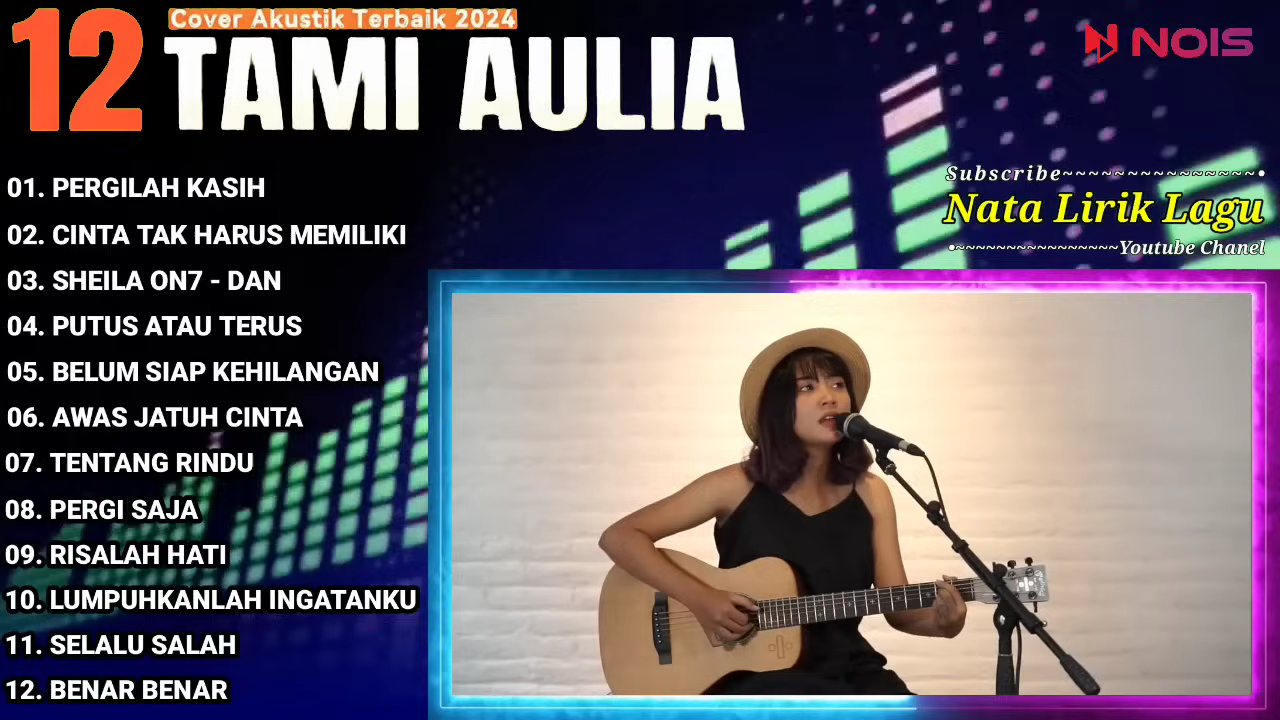 12
Cover Akustik Terbaik 2024
TAMI AULIA
NOIS
Subscribe~~~~~~~~~~~~~~~~•
Nata Lirik Lagu
•~~~~~~~~~~~~~~~~Youtube Chanel
01. PERGILAH KASIH
02. CINTA TAK HARUS MEMILIKI
03. SHEILA ON7 - DAN
04. PUTUS ATAU TERUS
05. BELUM SIAP KEHILANGAN
06. AWAS JATUH CINTA
07. TENTANG RINDU
08. PERGI SAJA
09. RISALAH HATI
10. LUMPUHKANLAH INGATANKU
11. SELALU SALAH
12. BENAR BENAR